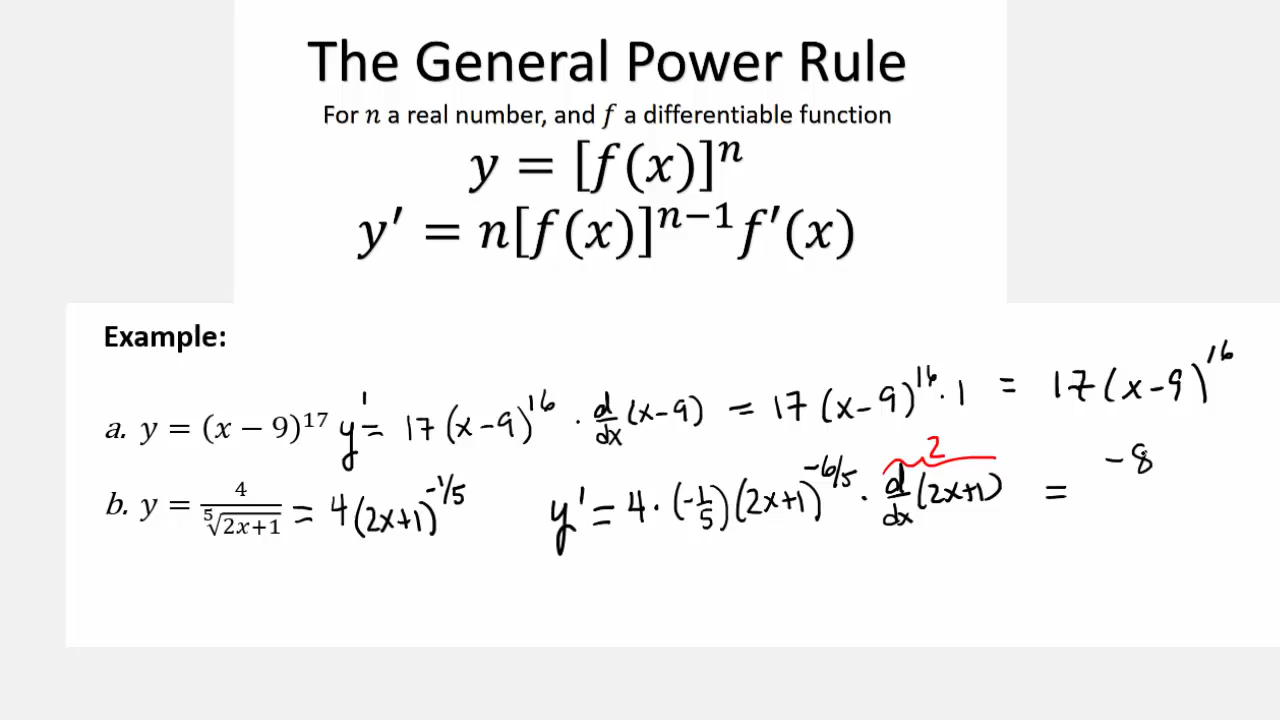 The General Power Rule
For n a real number, and f a differentiable function
y = [f(x)]ⁿ
y′ = n[f(x)]ⁿ⁻¹f′(x)
Example:
a. y = (x − 9)¹⁷ y' = 17(x-9)¹⁶ · d/dx (x-9) = 17(x-9)¹⁶ · 1 = 17(x-9)¹⁶
b. y = 4/⁵√(2x+1) = 4(2x+1)^(-1/5) y' = 4 · (-1/5)(2x+1)^(-6/5) · d/dx (2x+1) 2 = -8